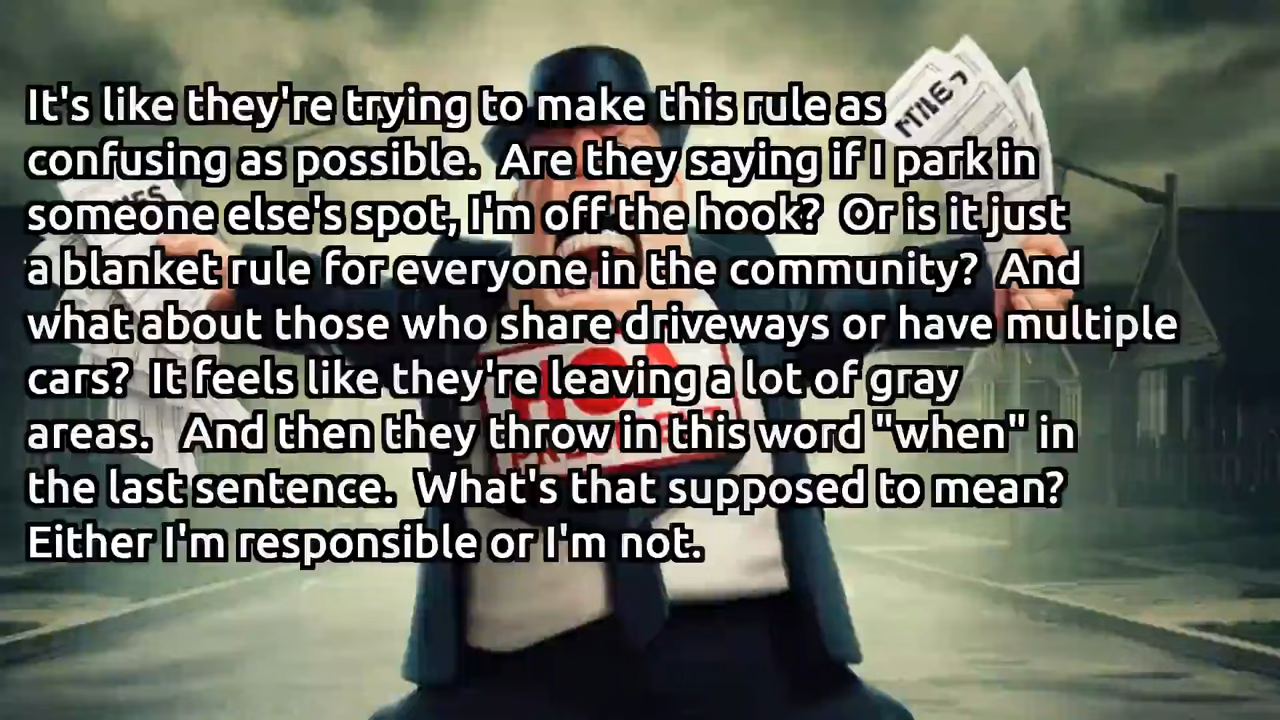 It's like they're trying to make this rule as
confusing as possible.  Are they saying if I park in
someone else's spot, I'm off the hook?  Or is it just
a blanket rule for everyone in the community?  And
what about those who share driveways or have multiple
cars?  It feels like they're leaving a lot of gray
areas.   And then they throw in this word "when" in
the last sentence.  What's that supposed to mean?
Either I'm responsible or I'm not.
HOA